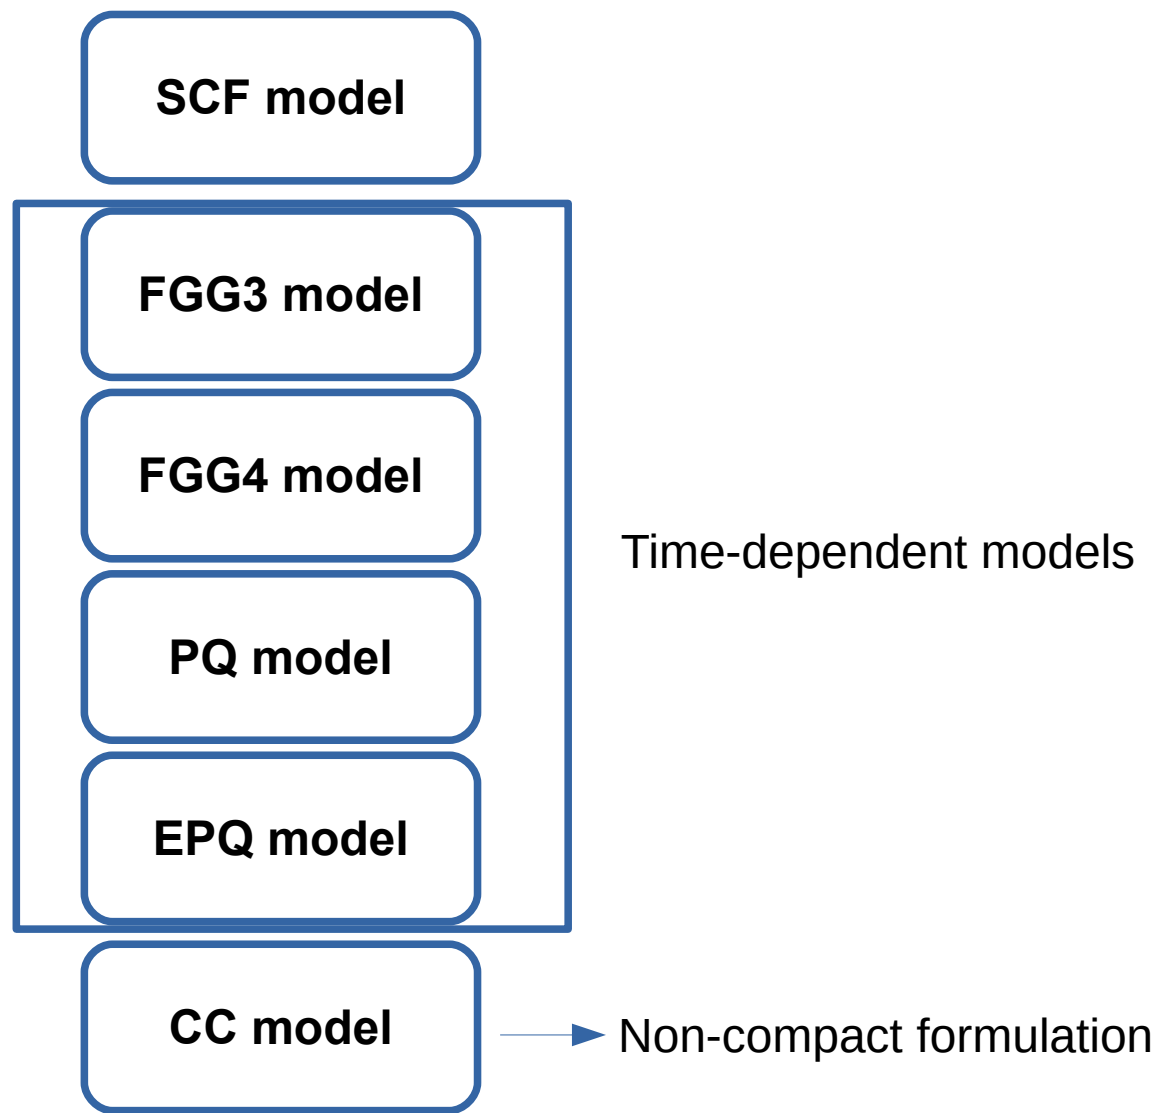 SCF model
FGG3 model
FGG4 model
Time-dependent models
PQ model
EPQ model
CC model
Non-compact formulation